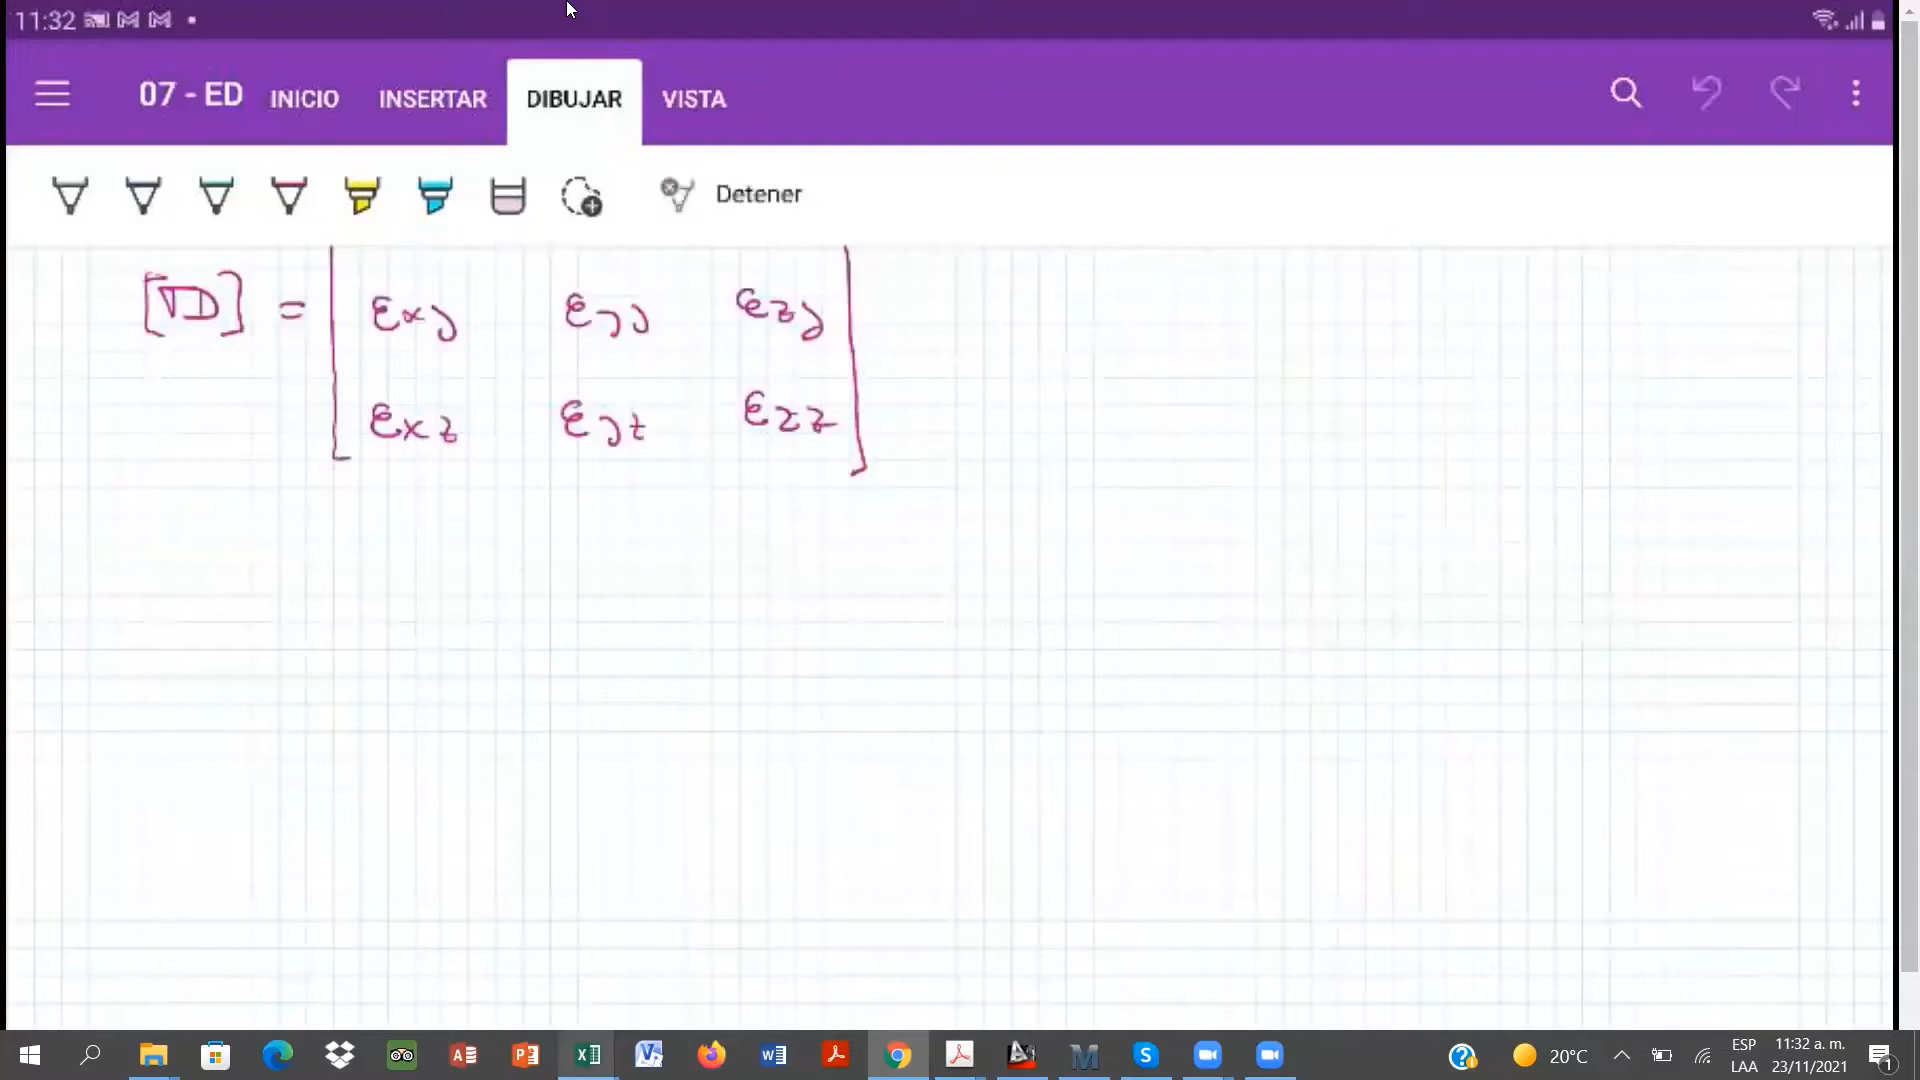 11:32
07 - ED INICIO INSERTAR DIBUJAR VISTA
Detener
[TD] = εxy εyy εzy
εxz εyz εzz
20°C ESP 11:32 a. m.
LAA 23/11/2021 1